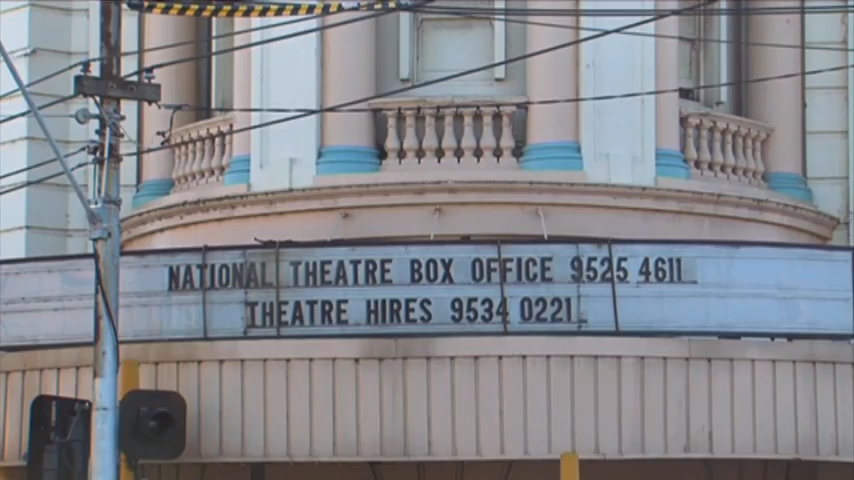 NATIONAL THEATRE BOX OFFICE 9525 4611
THEATRE HIRES 9534 0221